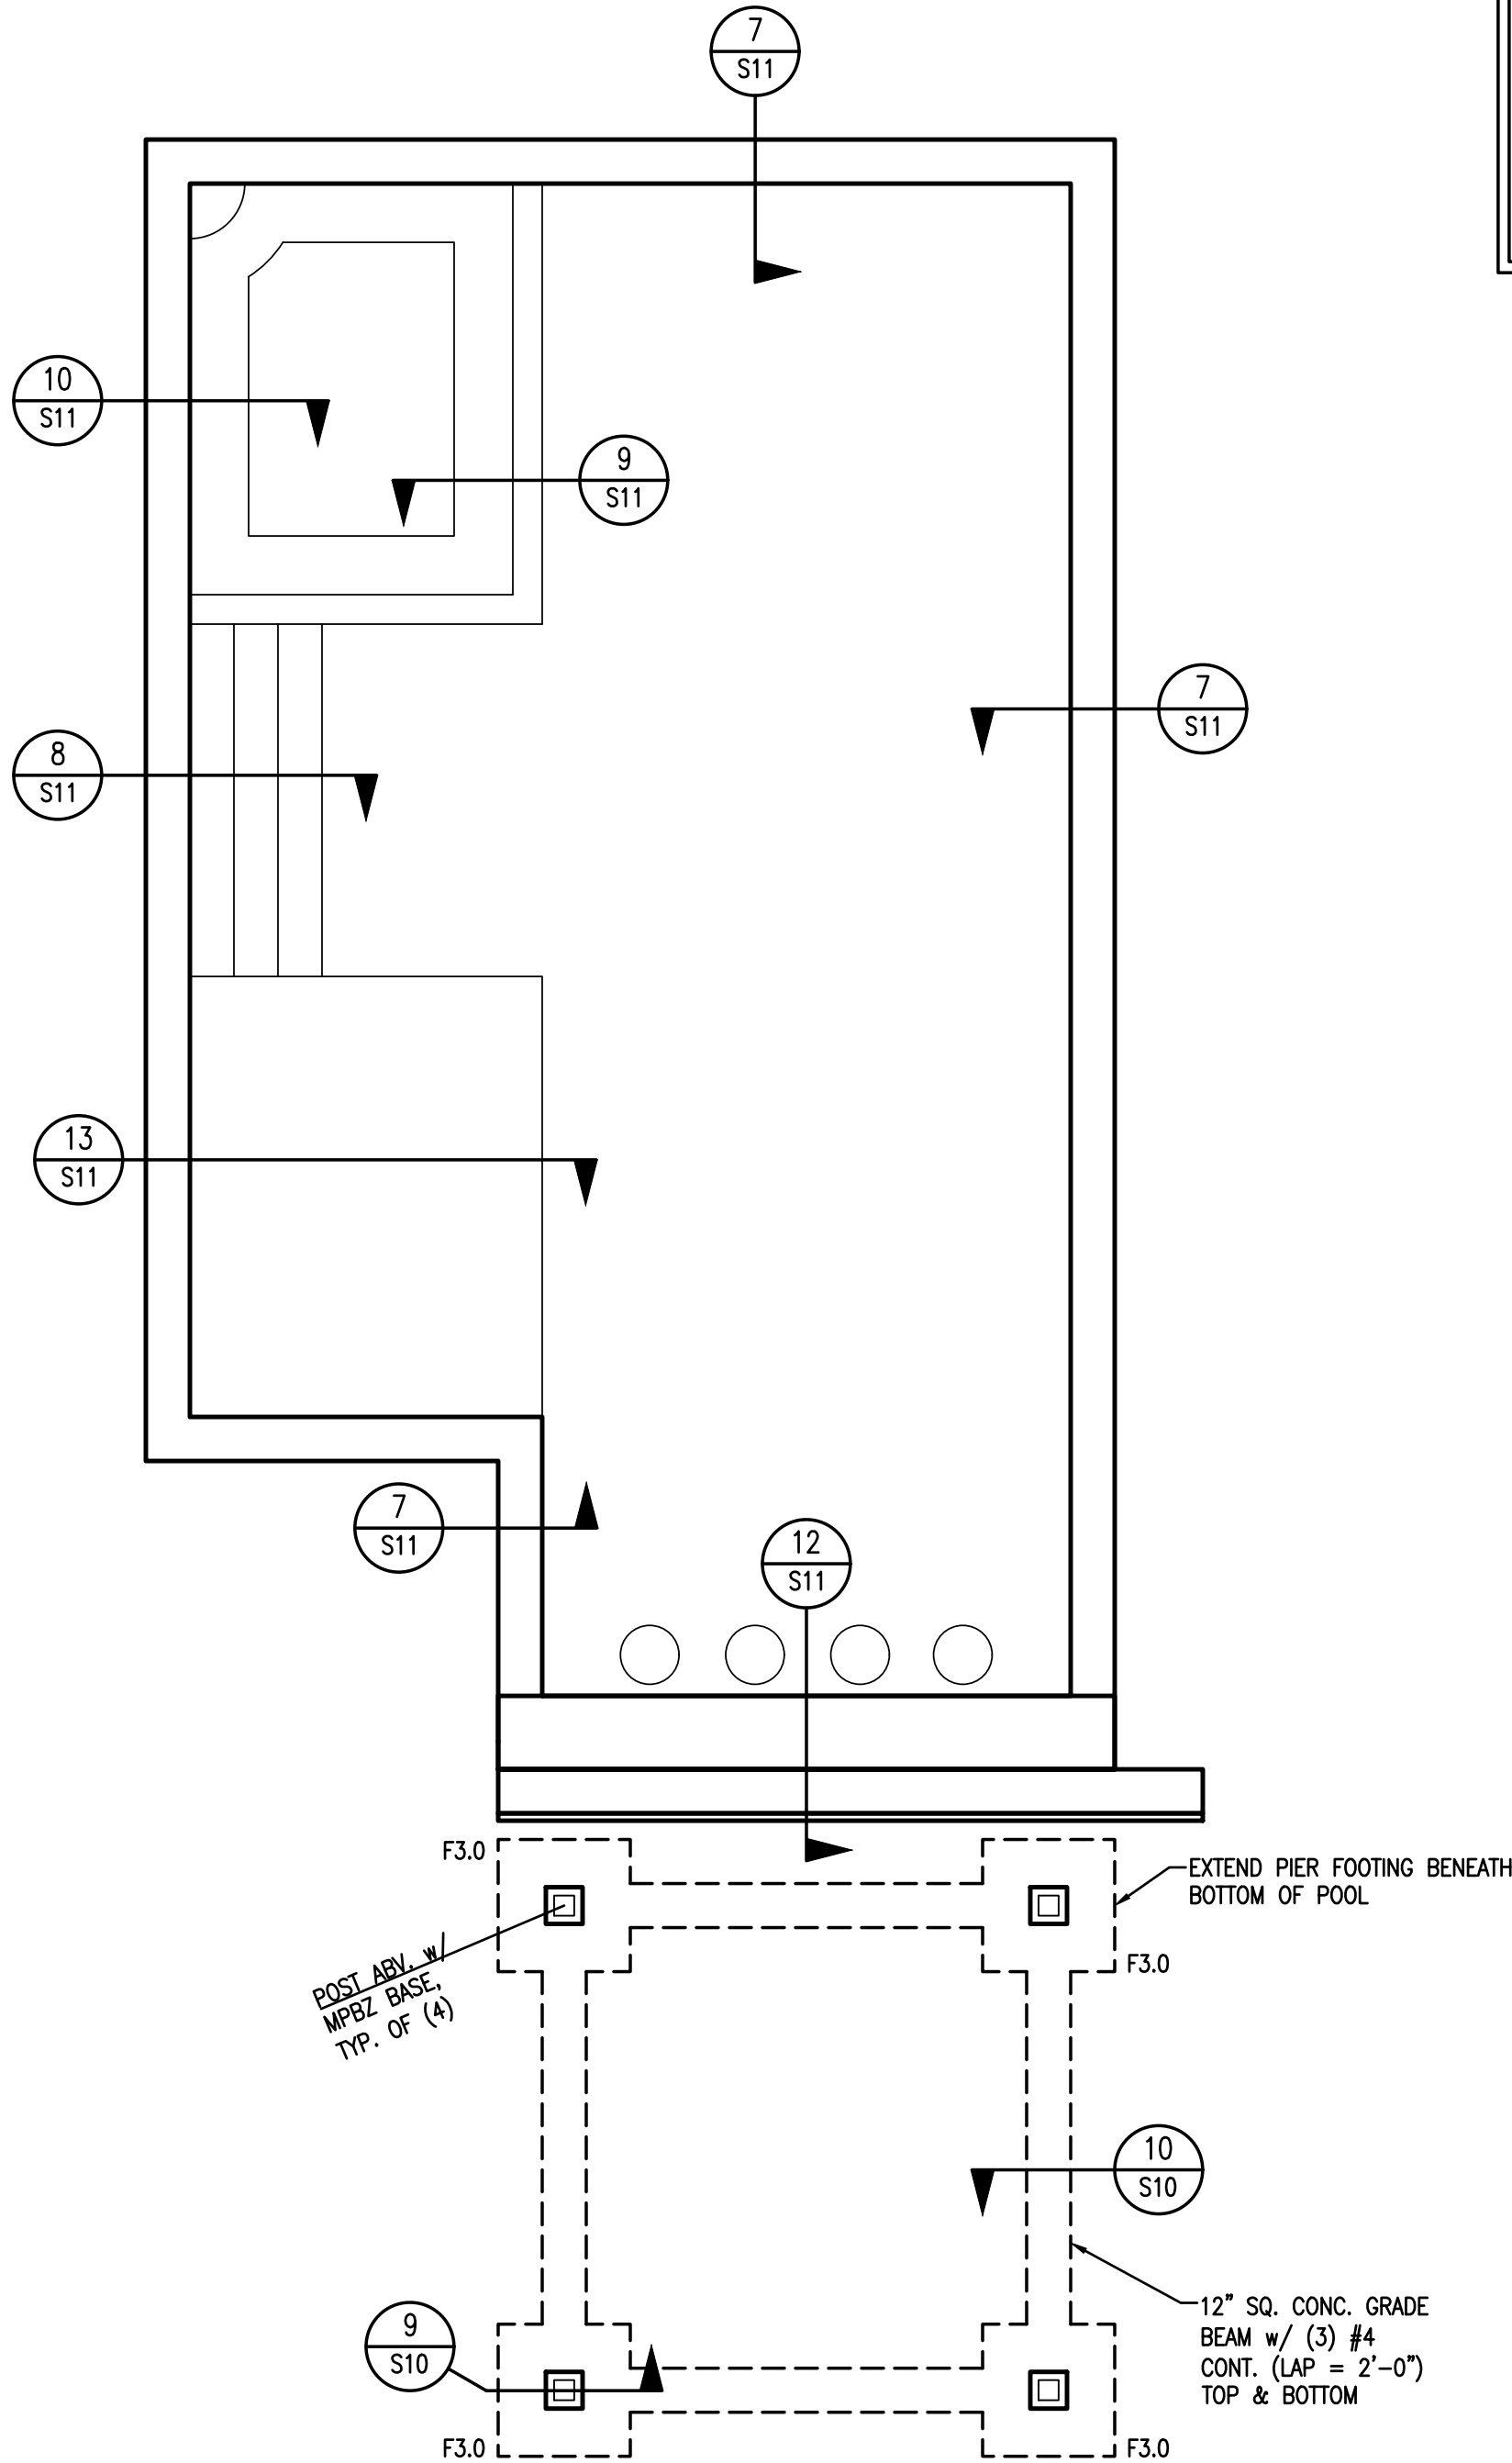 7
S11
10
S11
9
S11
7
S11
8
S11
13
S11
7
S11
12
S11
F3.0
EXTEND PIER FOOTING BENEATH
BOTTOM OF POOL
F3.0
POST ABV. w/
MPBZ BASE,
TYP. OF (4)
10
S10
12" SQ. CONC. GRADE
BEAM w/ (3) #4
CONT. (LAP = 2'-0")
TOP & BOTTOM
9
S10
F3.0
F3.0